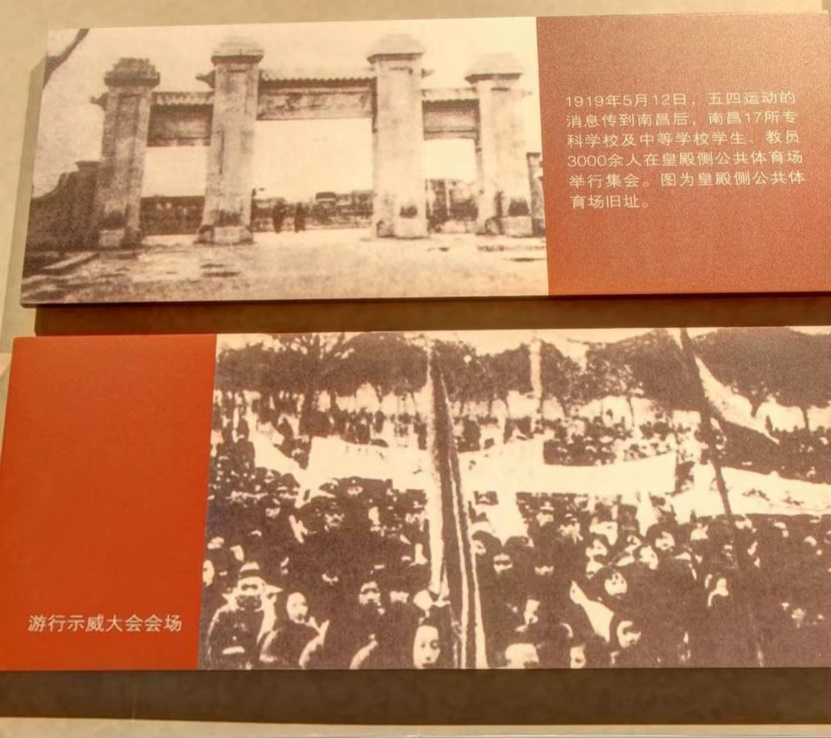 1919年5月12日，五四运动的
消息传到南昌后，南昌17所专
科学校及中等学校学生、教员
3000余人在皇殿侧公共体育场
举行集会。图为皇殿侧公共体
育场旧址。
游行示威大会会场